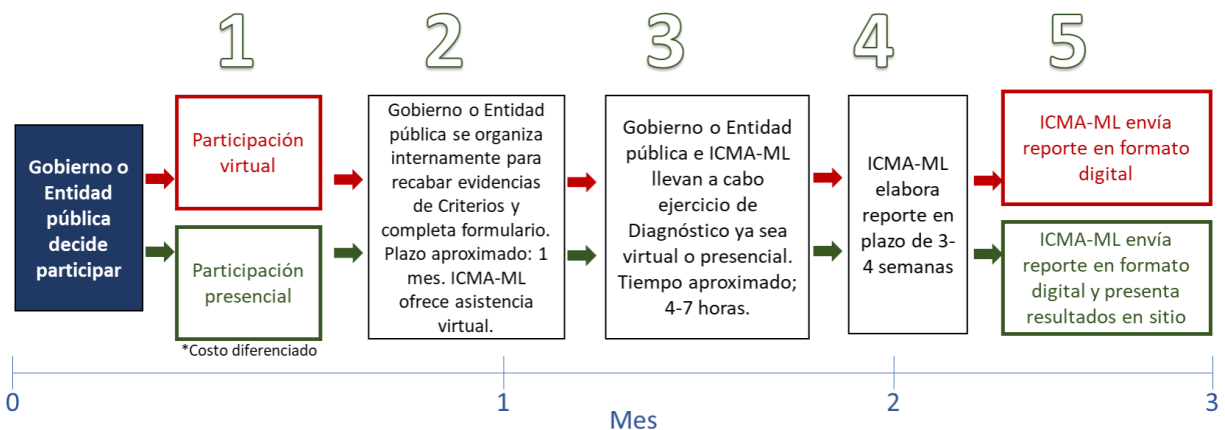 1
2
3
4
5
Gobierno o
Entidad
pública
decide
participar
Participación
virtual
Participación
presencial
*Costo diferenciado
Gobierno o Entidad
pública se organiza
internamente para
recabar evidencias
de Criterios y
completa formulario.
Plazo aproximado: 1
mes. ICMA-ML
ofrece asistencia
virtual.
Gobierno o Entidad
pública e ICMA-ML
llevan a cabo
ejercicio de
Diagnóstico ya sea
virtual o presencial.
Tiempo aproximado;
4-7 horas.
ICMA-ML
elabora
reporte en
plazo de 3-
4 semanas
ICMA-ML envía
reporte en formato
digital
ICMA-ML envía
reporte en formato
digital y presenta
resultados en sitio
0
1
2
3
Mes